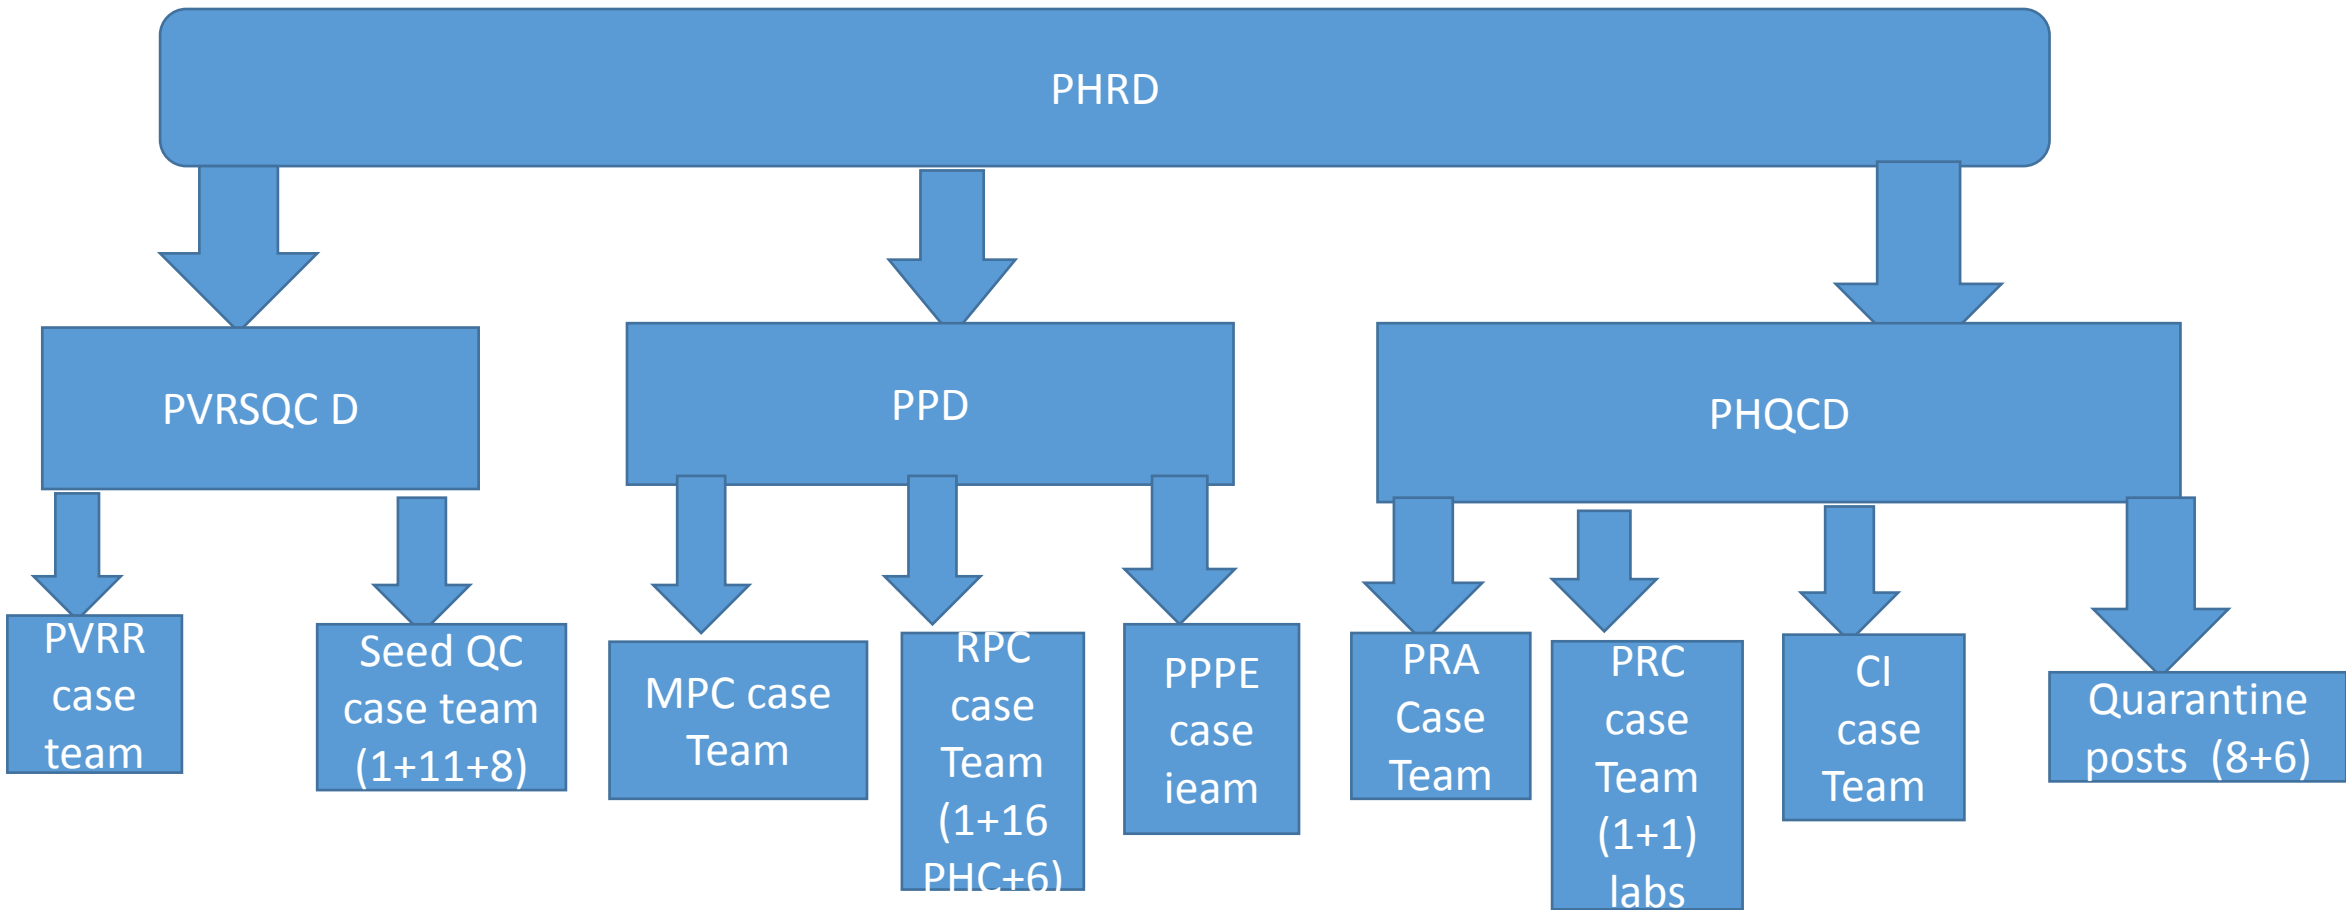 PHRD
PVRSQC D
PPD
PHQCD
PVRR
case
team
Seed QC
case team
(1+11+8)
MPC case
Team
RPC
case
Team
(1+16
PHC+6)
PPPE
case
ieam
PRA
Case
Team
PRC
case
Team
(1+1)
labs
CI
case
Team
Quarantine
posts (8+6)